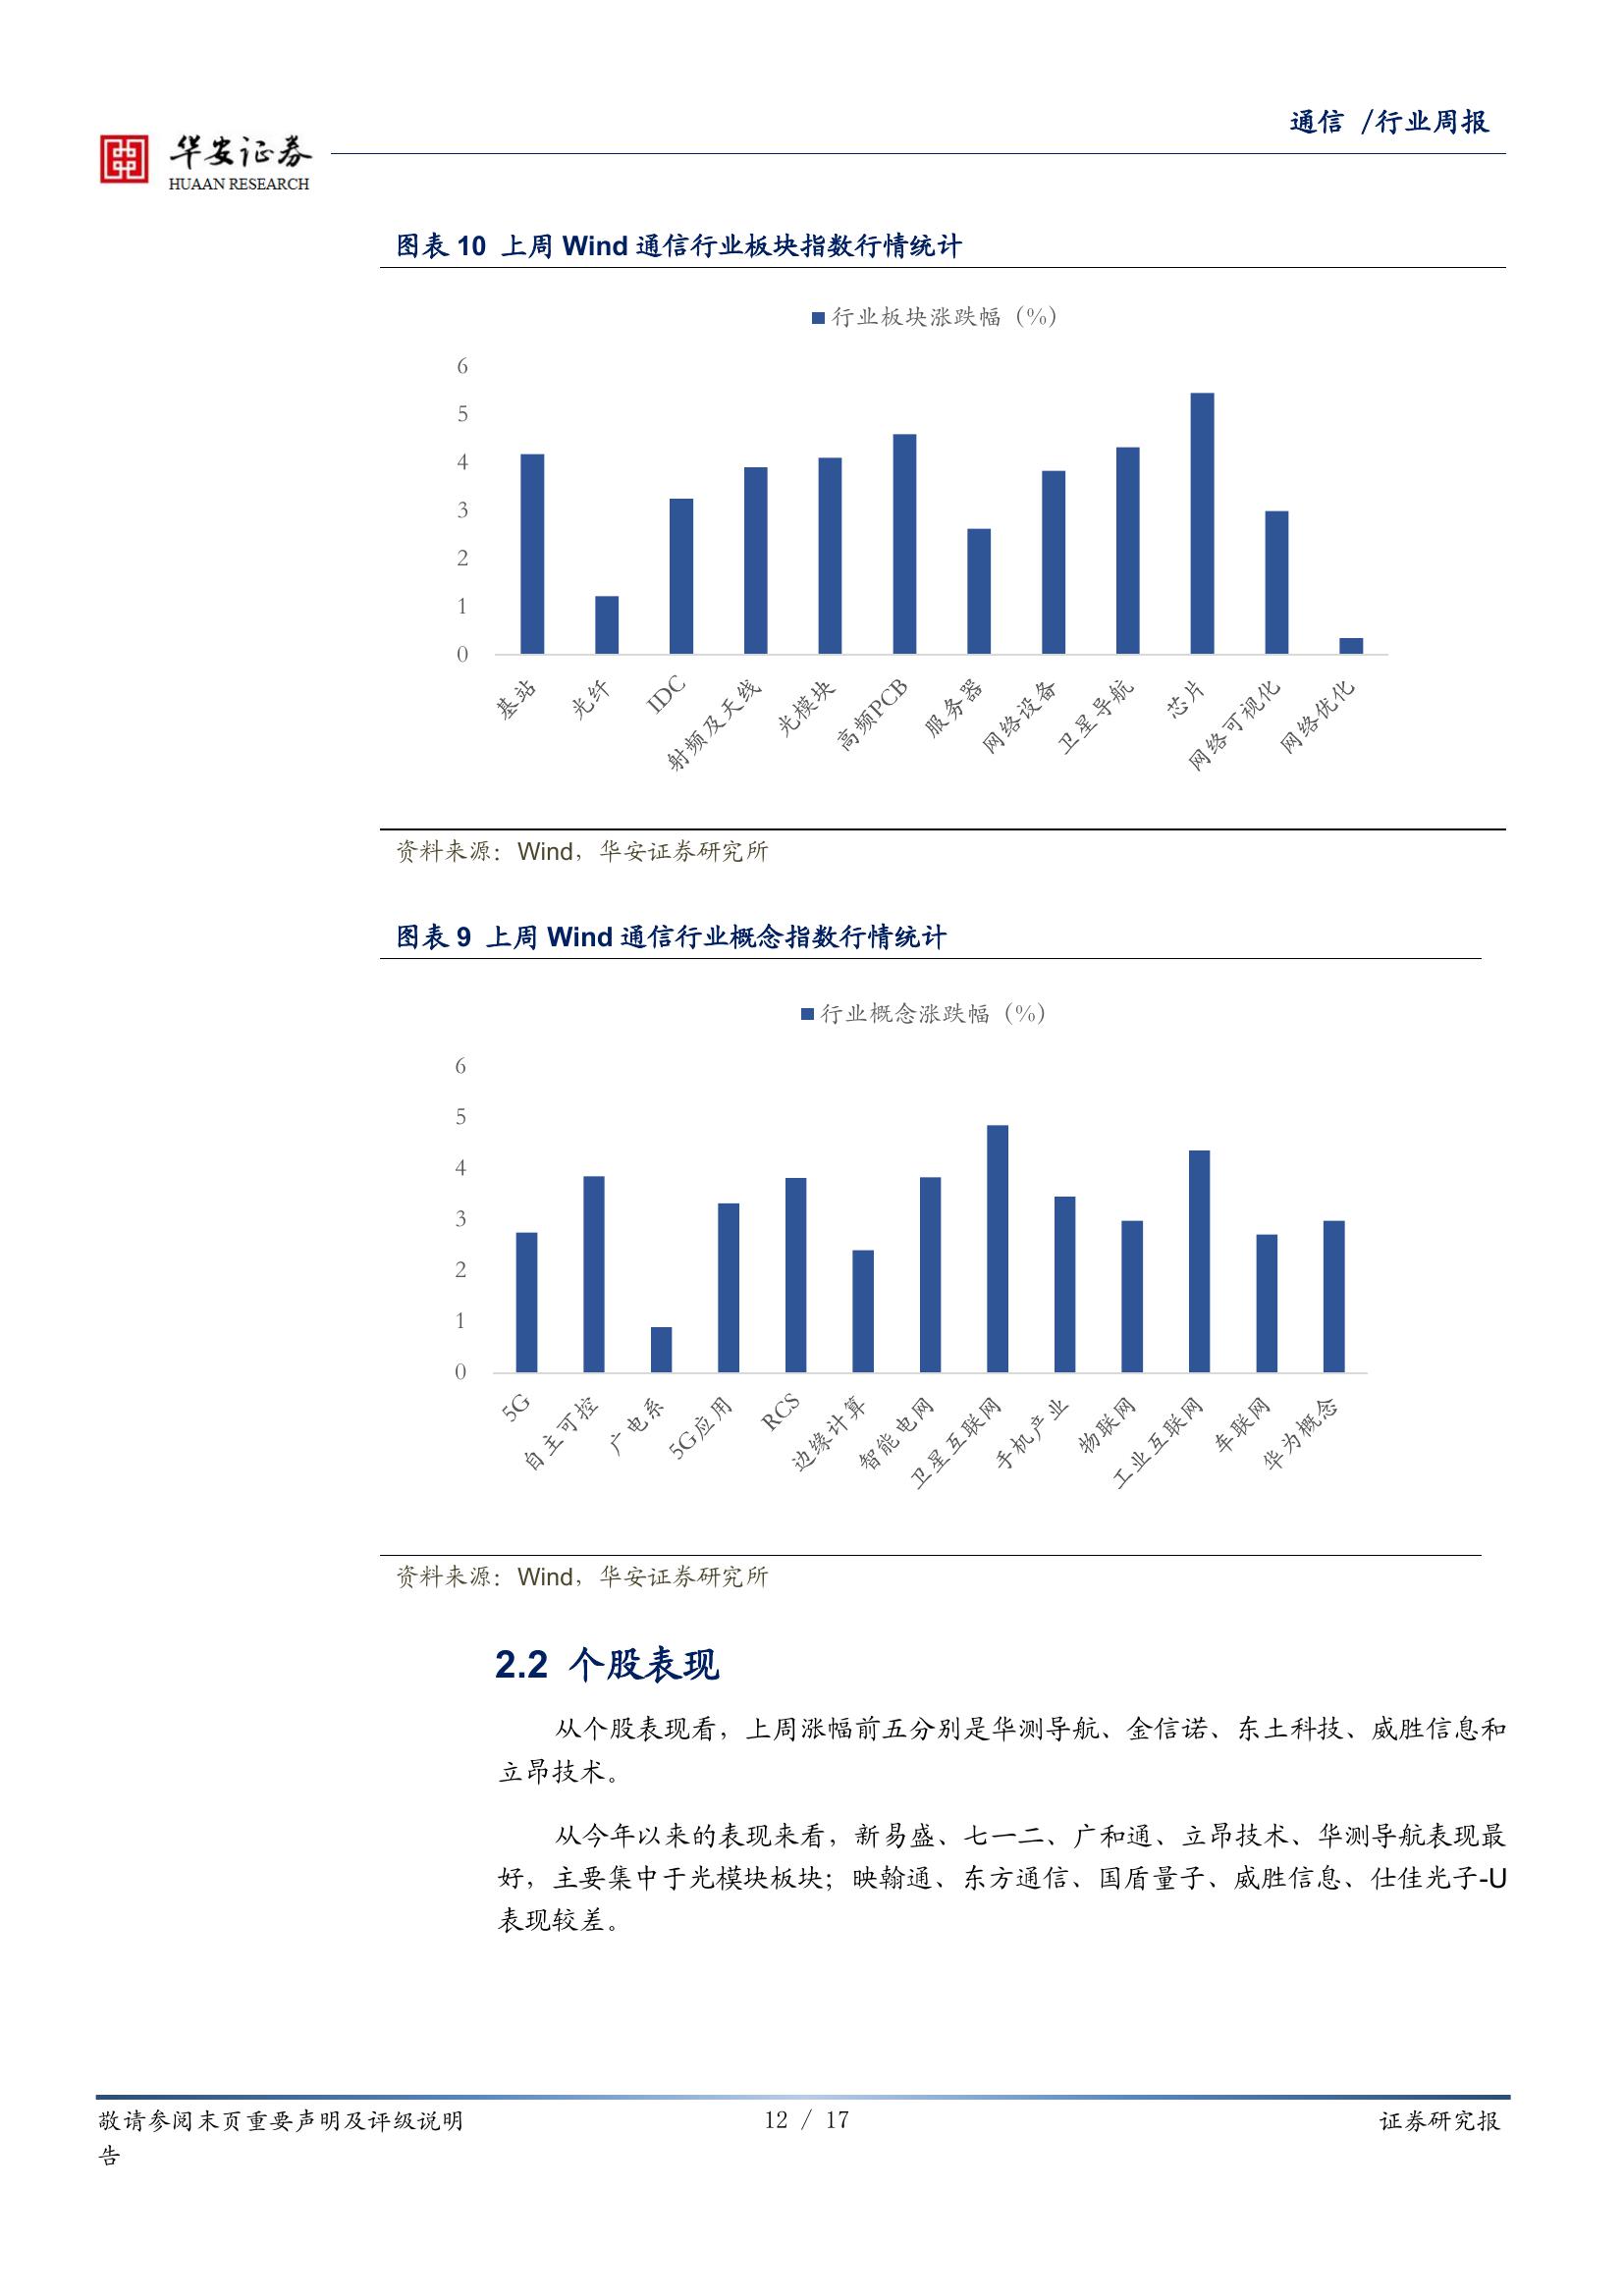 通信 /行业周报
华安证券
HUAAN RESEARCH
图表 10 上周 Wind 通信行业板块指数行情统计
行业板块涨跌幅（%）
6
5
4
3
2
1
0
基站
光纤
IDC
射频及天线
光模块
高频PCB
服务器
网络设备
卫星导航
芯片
网络可视化
网络优化
资料来源：Wind，华安证券研究所
图表 9 上周 Wind 通信行业概念指数行情统计
行业概念涨跌幅（%）
6
5
4
3
2
1
0
5G
自主可控
广电系
5G应用
RCS
边缘计算
智能电网
卫星互联网
手机产业
物联网
工业互联网
车联网
华为概念
资料来源：Wind，华安证券研究所
2.2 个股表现
从个股表现看，上周涨幅前五分别是华测导航、金信诺、东土科技、威胜信息和
立昂技术。
从今年以来的表现来看，新易盛、七一二、广和通、立昂技术、华测导航表现最
好，主要集中于光模块板块；映翰通、东方通信、国盾量子、威胜信息、仕佳光子-U
表现较差。
敬请参阅末页重要声明及评级说明
12 / 17
证券研究报
告